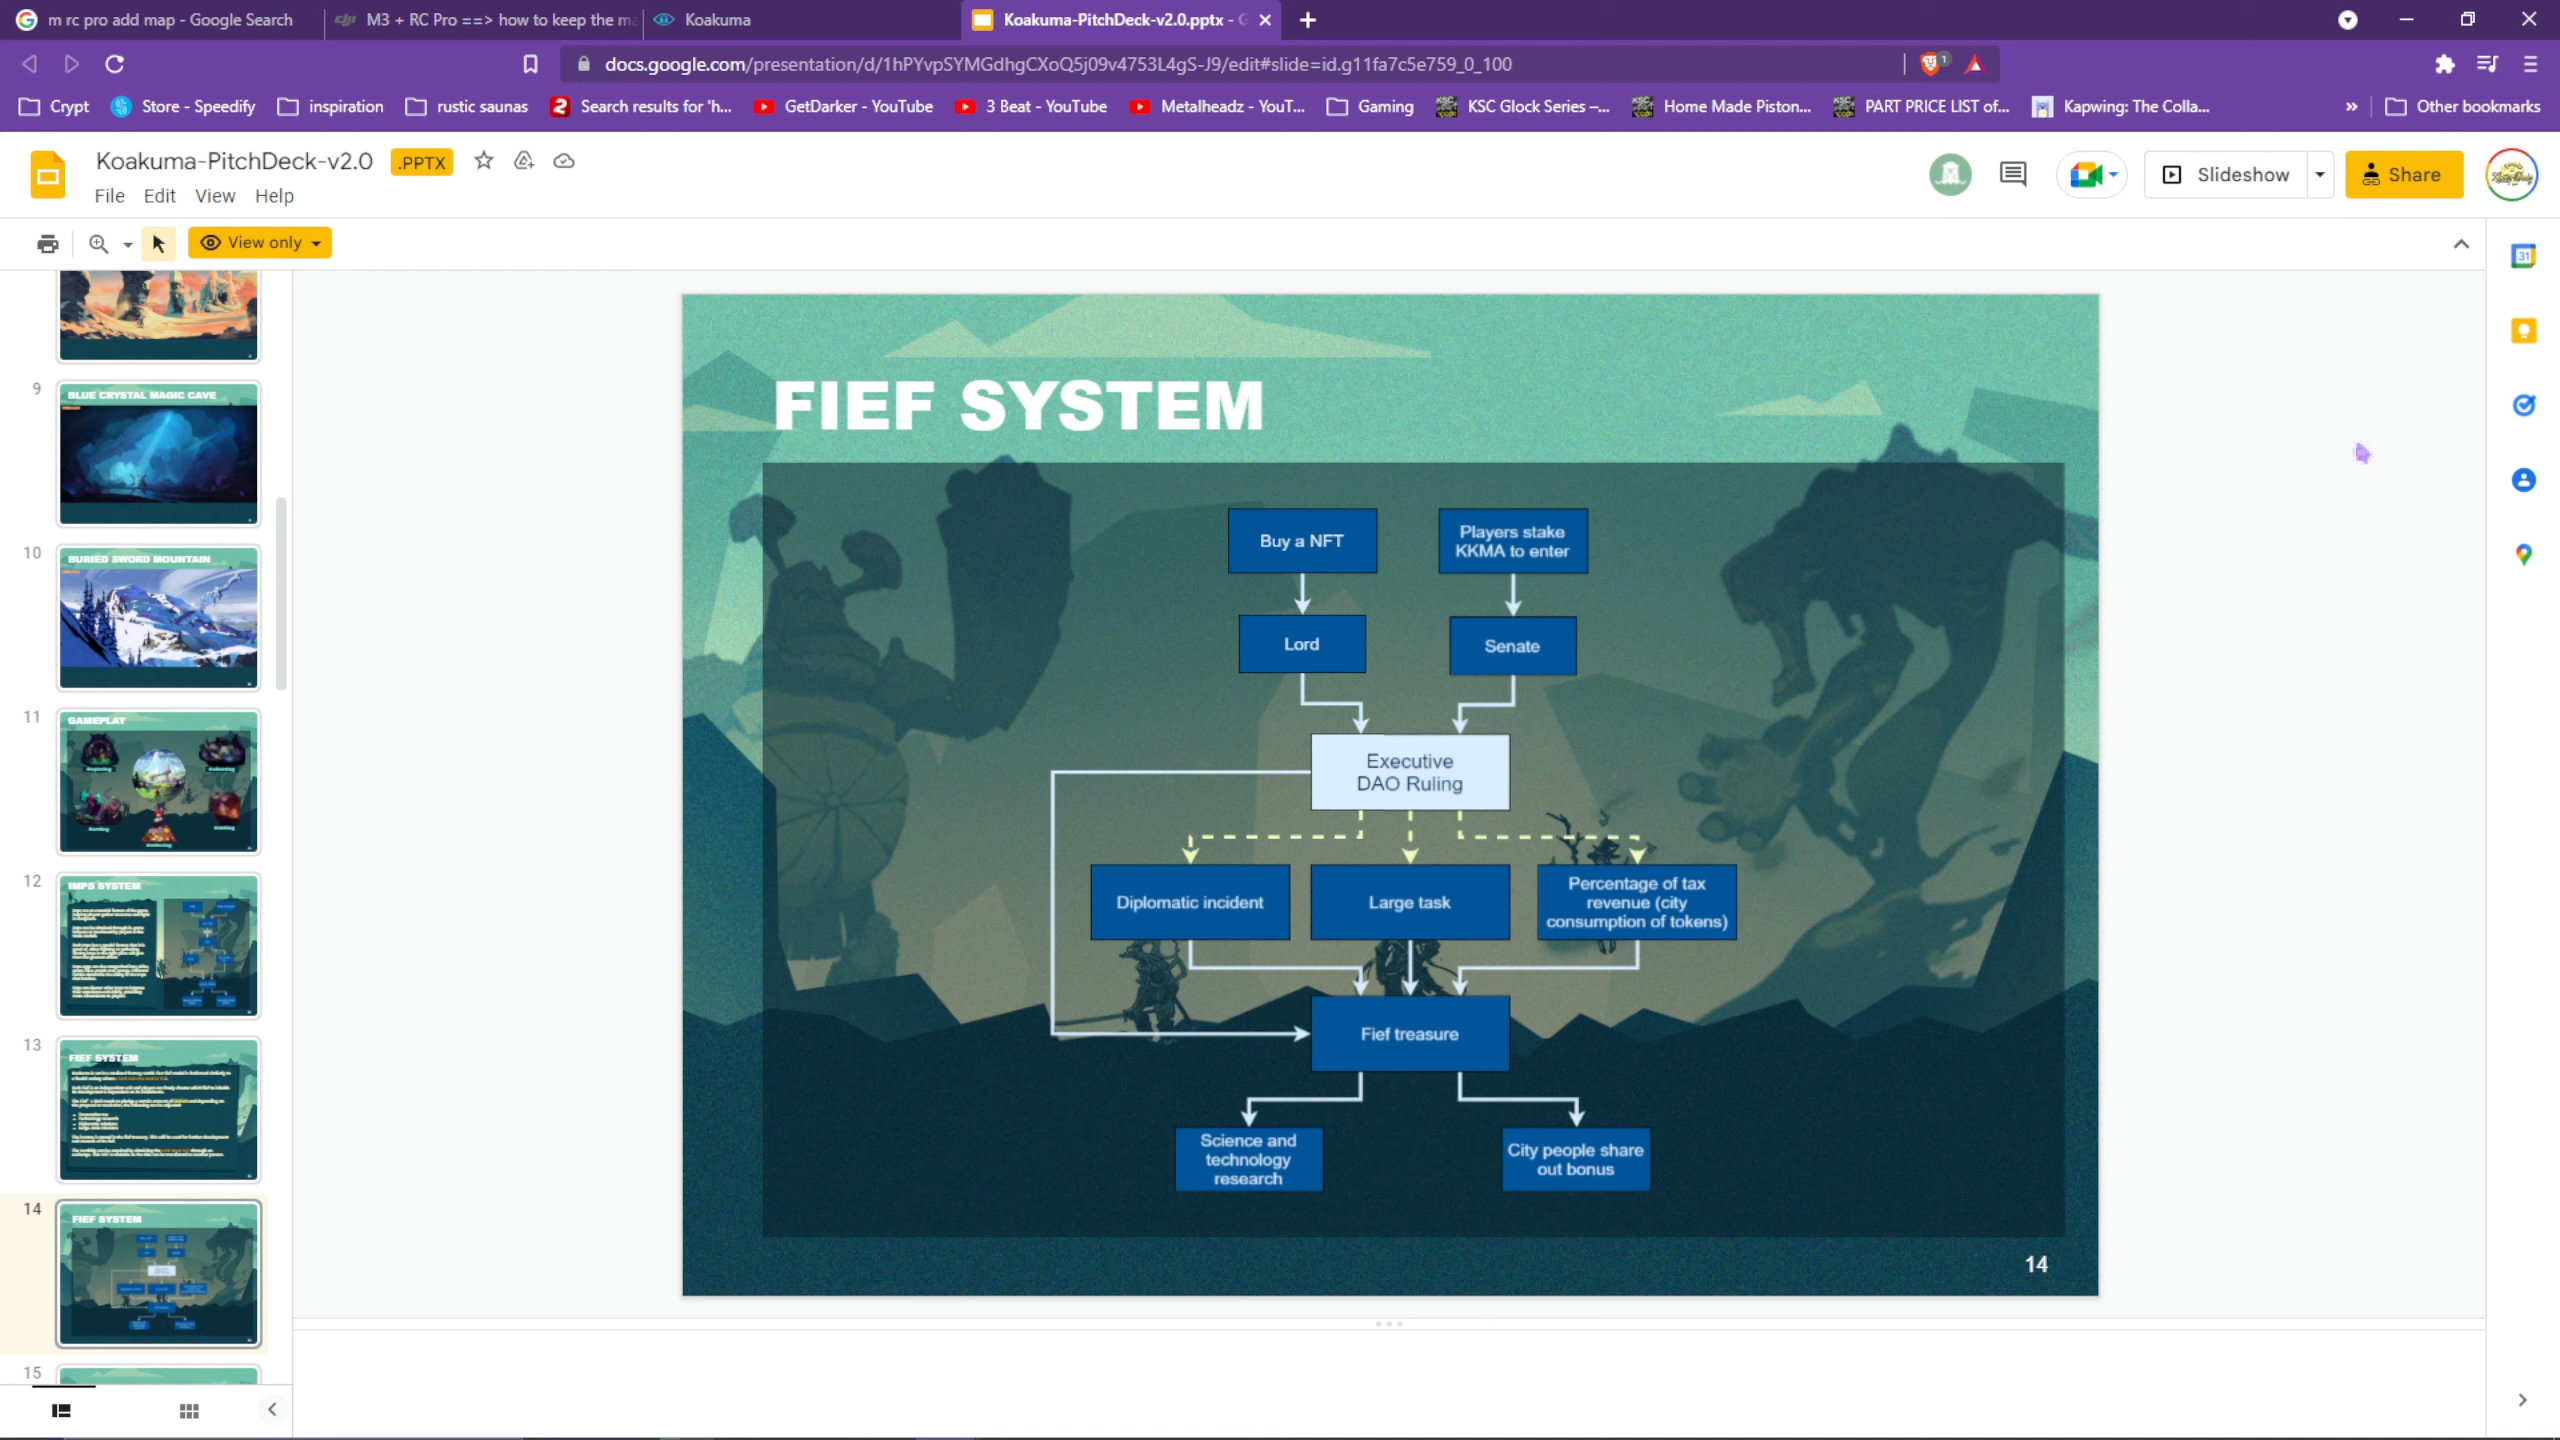 m rc pro add map - Google Search
M3 + RC Pro ==> how to keep the ma
Koakuma
Koakuma-PitchDeck-v2.0.pptx - G
docs.google.com/presentation/d/1hPYvpSYMGdhgCXoQ5j09v4753L4gS-J9/edit#slide=id.g11fa7c5e759_0_100
1
Crypt
Store - Speedify
inspiration
rustic saunas
Search results for 'h...
GetDarker - YouTube
3 Beat - YouTube
Metalheadz - YouT...
Gaming
KSC Glock Series –...
Home Made Piston...
PART PRICE LIST of...
Kapwing: The Colla...
»
Other bookmarks
Koakuma-PitchDeck-v2.0
.PPTX
File Edit View Help
Slideshow
Share
View only
31
9
BLUE CRYSTAL MAGIC CAVE
10
BURIED SWORD MOUNTAIN
11
GAMEPLAY
12
IMPS SYSTEM
13
FIEF SYSTEM
14
FIEF SYSTEM
15
FIEF SYSTEM
Buy a NFT
Players stake
KKMA to enter
Lord
Senate
Executive
DAO Ruling
Diplomatic incident
Large task
Percentage of tax
revenue (city
consumption of tokens)
Fief treasure
Science and
technology
research
City people share
out bonus
14